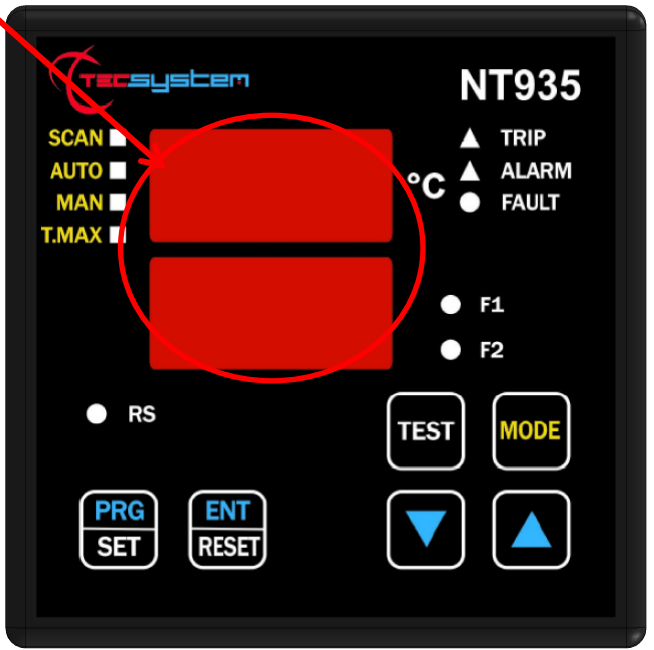 TECSYSTEM
NT935
SCAN
AUTO
MAN
T.MAX
°C
TRIP
ALARM
FAULT
F1
F2
RS
TEST
MODE
PRG
SET
ENT
RESET